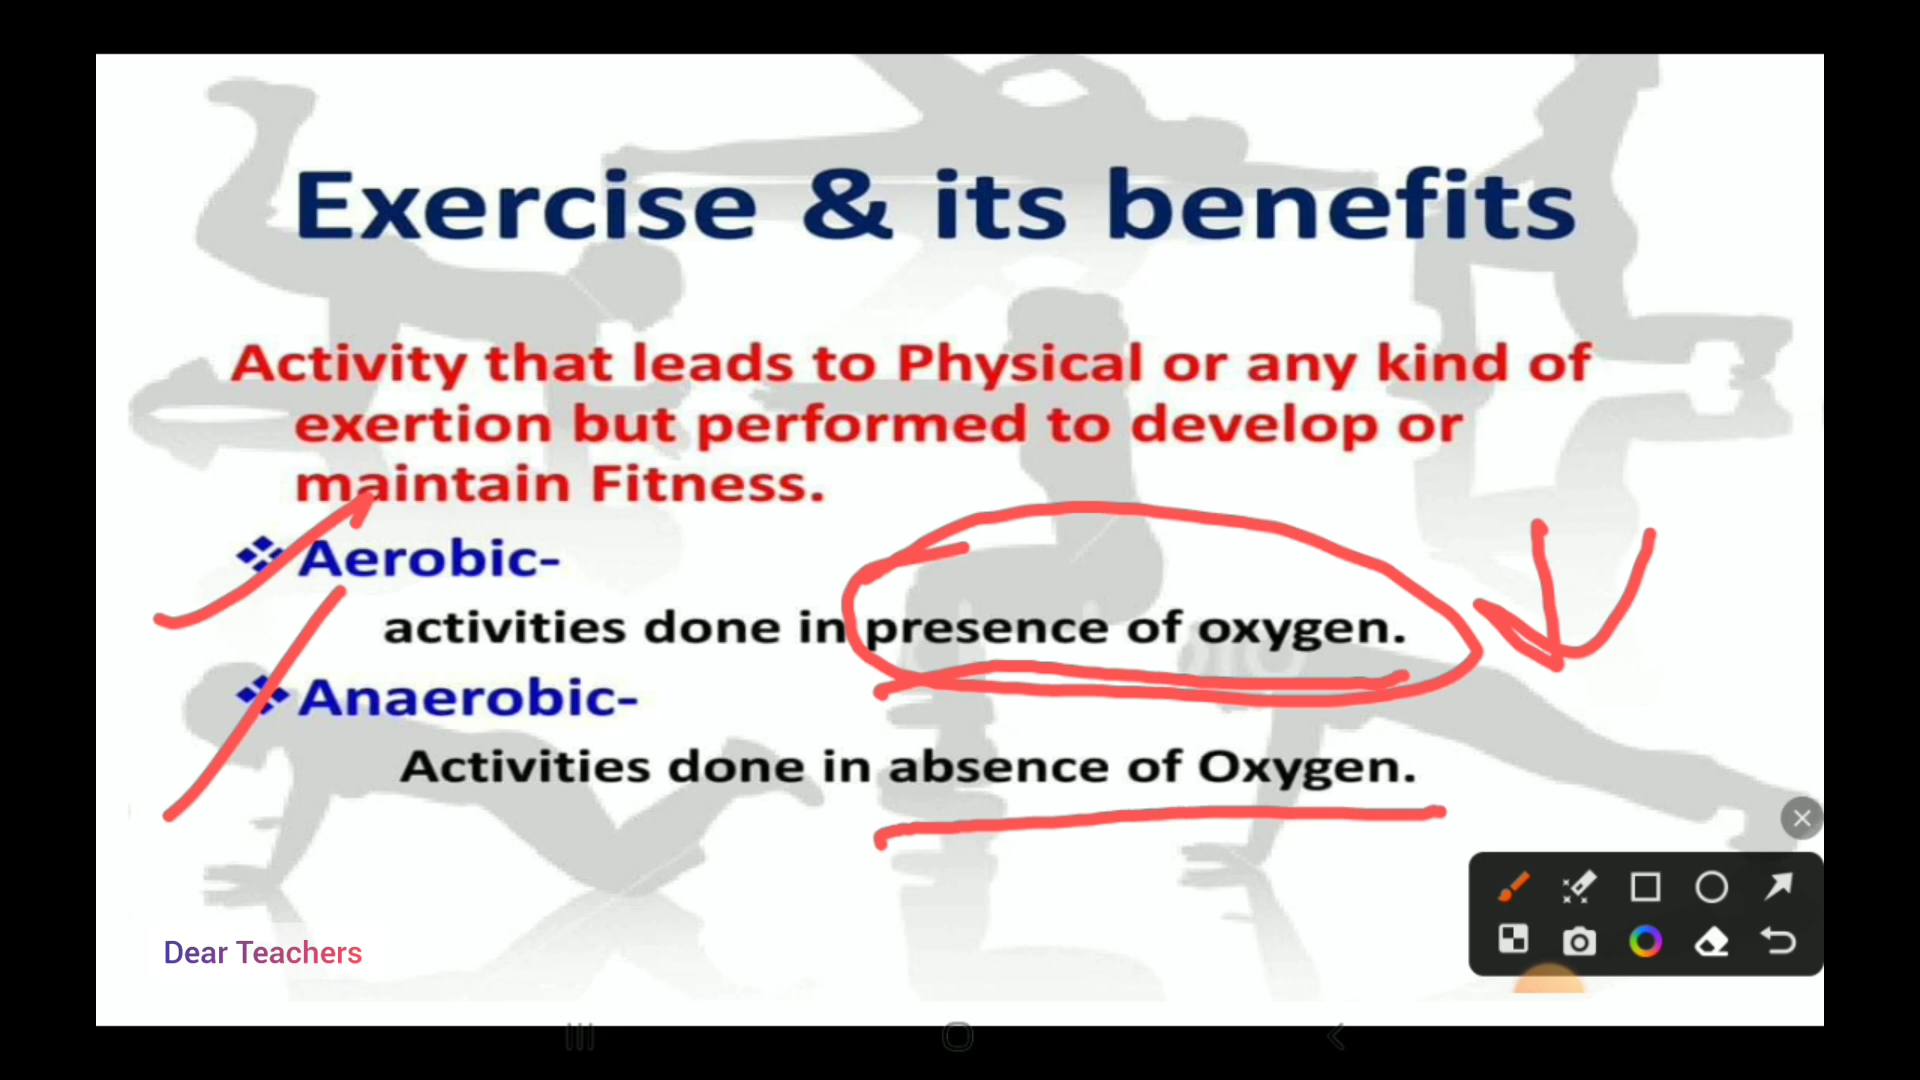 Exercise & its benefits
Activity that leads to Physical or any kind of
exertion but performed to develop or
maintain Fitness.
Aerobic-
activities done in presence of oxygen.
Anaerobic-
Activities done in absence of Oxygen.
Dear Teachers